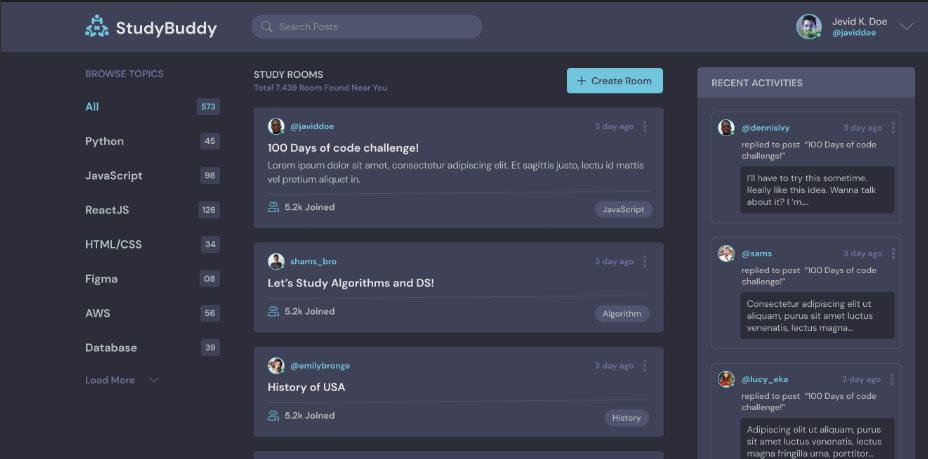 StudyBuddy
Search Posts
Jevid K. Doe
@javiddoe
BROWSE TOPICS
All 573
Python 45
JavaScript 98
ReactJS 126
HTML/CSS 34
Figma 08
AWS 56
Database 39
Load More
STUDY ROOMS
Total 7,439 Room Found Near You
+ Create Room
@javiddoe 3 day ago
100 Days of code challenge!
Lorem ipsum dolor sit amet, consectetur adipiscing elit. Et sagittis justo, lectu id mattis
vel pretium aliquet in.
5.2k Joined JavaScript
shams_bro 3 day ago
Let's Study Algorithms and DS!
5.2k Joined Algorithm
@emilybronge 3 day ago
History of USA
5.2k Joined History
RECENT ACTIVITIES
@dennisivy 3 day ago
replied to post "100 Days of code
challenge!"
I'll have to try this sometime.
Really like this idea. Wanna talk
about it? I 'm....
@sams 3 day ago
replied to post "100 Days of code
challenge!"
Consectetur adipiscing elit ut
aliquam, purus sit amet luctus
venenatis, lectus magna...
@lucy_eka 3 day ago
replied to post "100 Days of code
challenge!"
Adipiscing elit ut aliquam, purus
sit amet luctus venenatis, lectus
magna fringilla urna, porttitor...